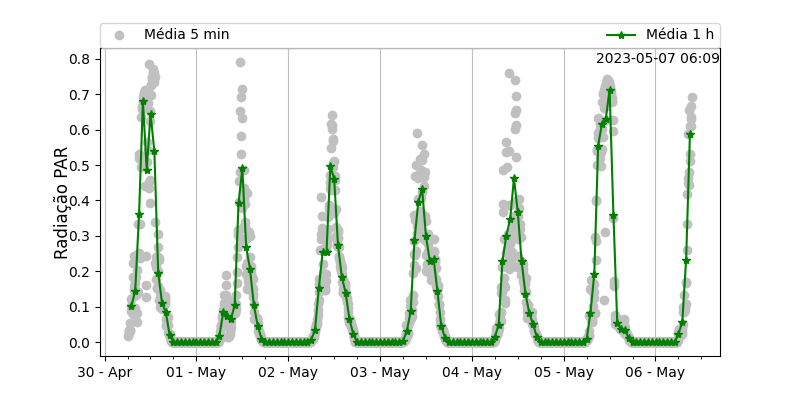 Média 5 min
Média 1 h
2023-05-07 06:09
Radiação PAR
0.8
0.7
0.6
0.5
0.4
0.3
0.2
0.1
0.0
30 - Apr
01 - May
02 - May
03 - May
04 - May
05 - May
06 - May